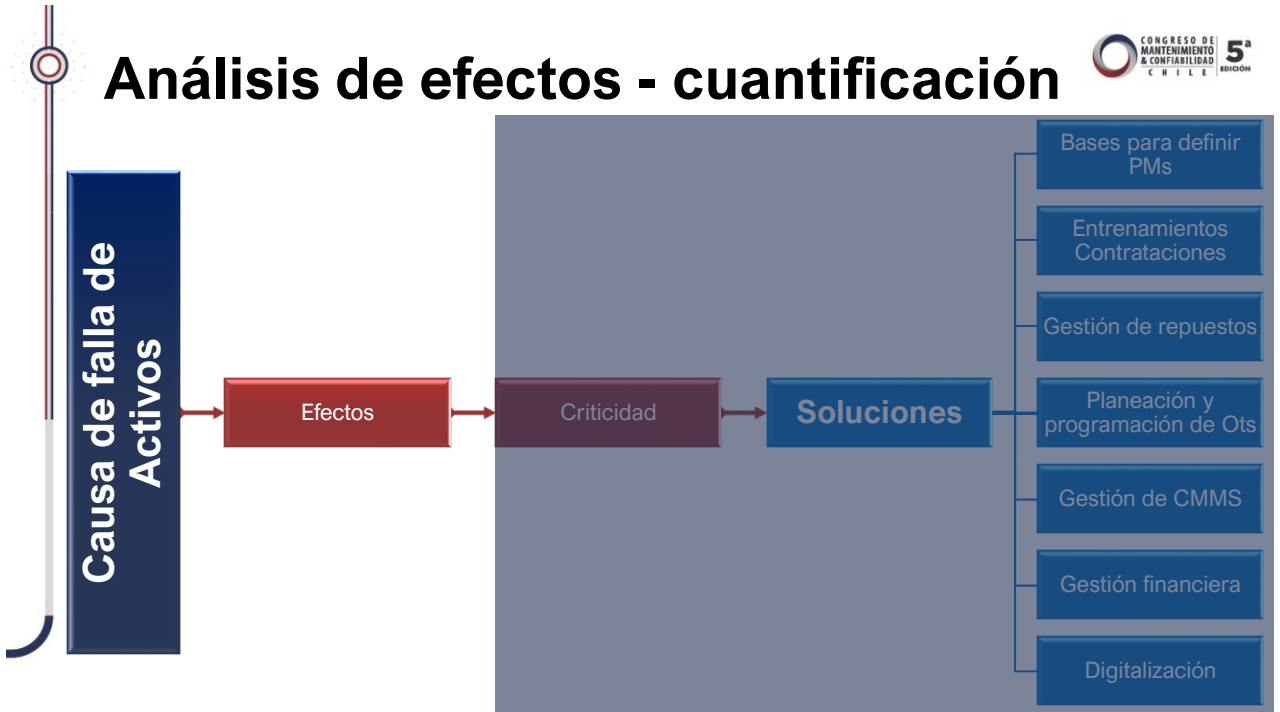 Análisis de efectos - cuantificación
CONGRESO DE
MANTENIMIENTO
& CONFIABILIDAD
CHILE
5ª
EDICIÓN
Causa de falla de
Activos
Efectos
Criticidad
Soluciones
Bases para definir
PMs
Entrenamientos
Contrataciones
Gestión de repuestos
Planeación y
programación de Ots
Gestión de CMMS
Gestión financiera
Digitalización